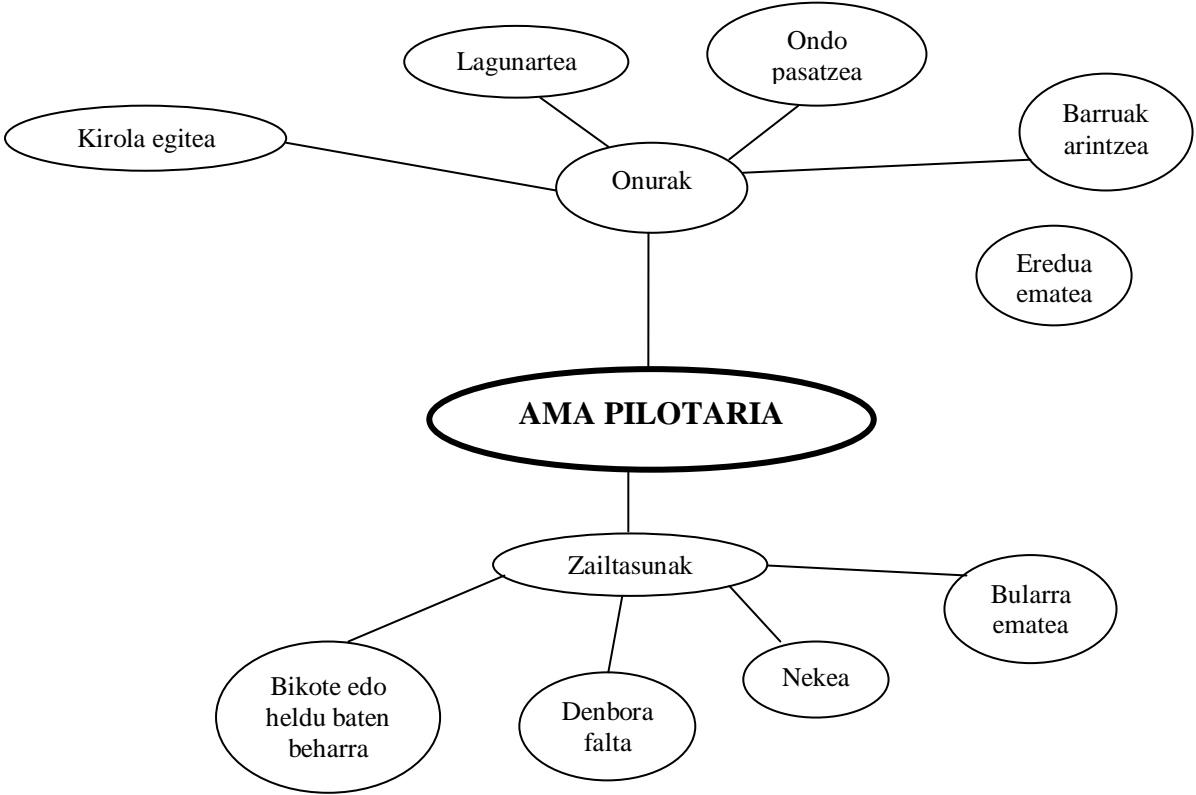 Lagunartea
Ondo
pasatzea
Kirola egitea
Barruak
arintzea
Onurak
Eredua
ematea
AMA PILOTARIA
Zailtasunak
Bularra
ematea
Bikote edo
heldu baten
beharra
Denbora
falta
Nekea